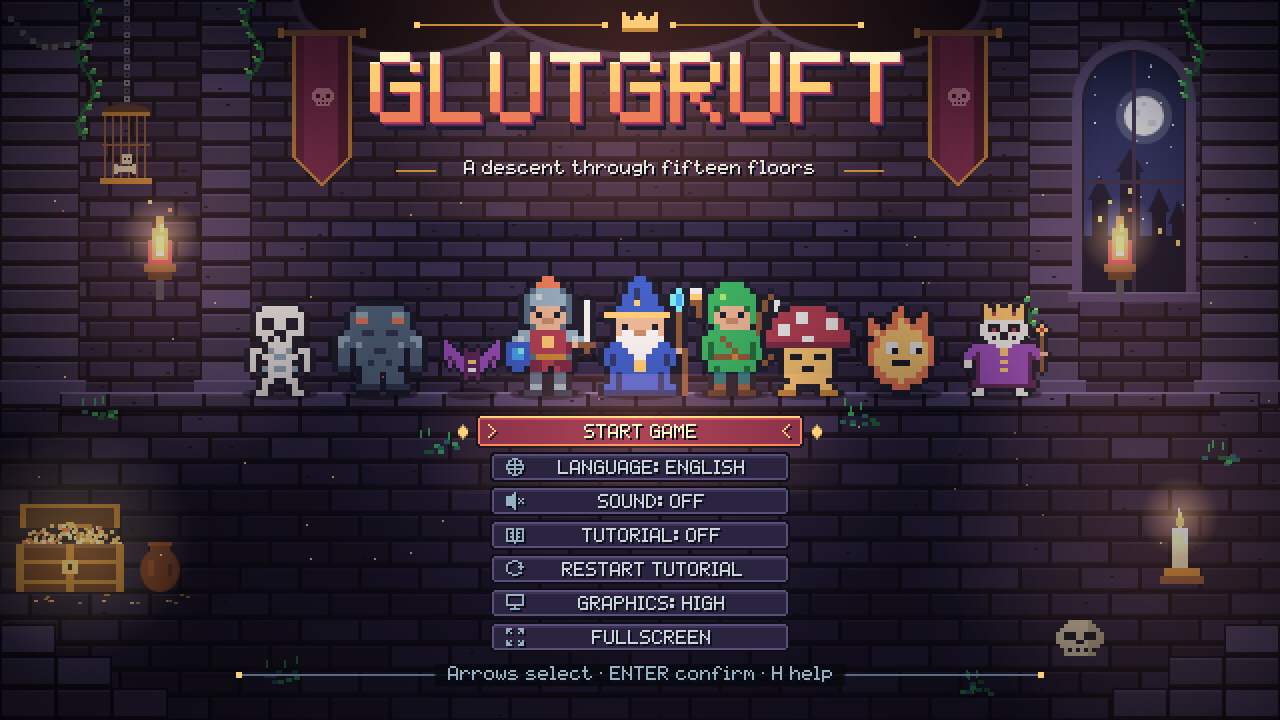 GLUTGRUFT
A descent through fifteen floors
START GAME
LANGUAGE: ENGLISH
SOUND: OFF
TUTORIAL: OFF
RESTART TUTORIAL
GRAPHICS: HIGH
FULLSCREEN
Arrows select · ENTER confirm · H help